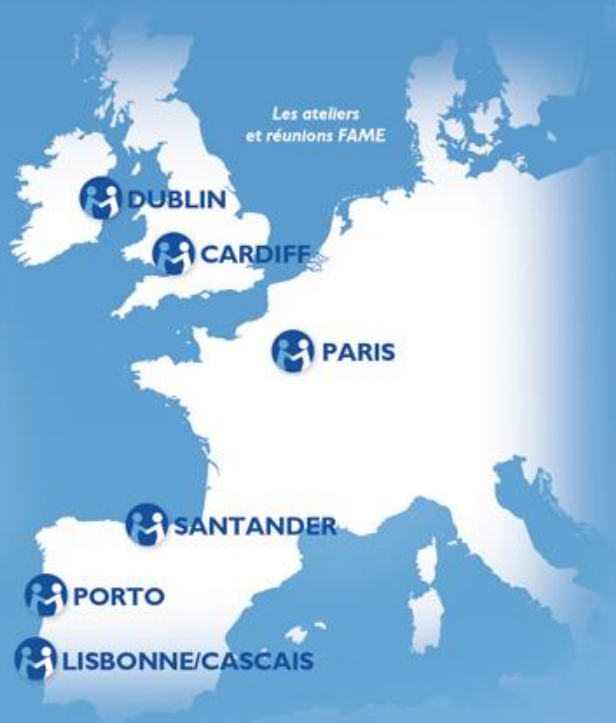 Les ateliers
et réunions FAME
DUBLIN
CARDIFF
PARIS
SANTANDER
PORTO
LISBONNE/CASCAIS